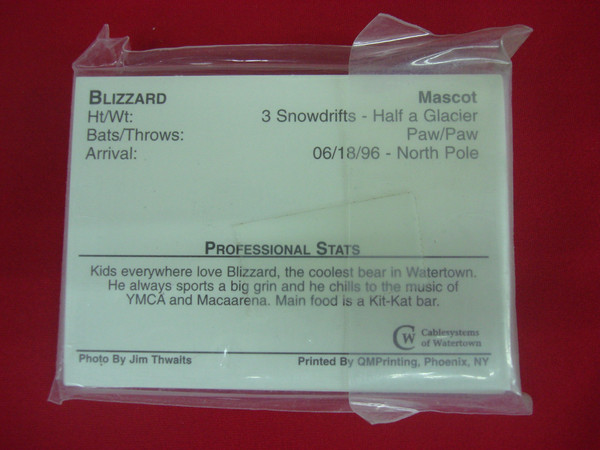 BLIZZARD Mascot
Ht/Wt: 3 Snowdrifts - Half a Glacier
Bats/Throws: Paw/Paw
Arrival: 06/18/96 - North Pole
PROFESSIONAL STATS
Kids everywhere love Blizzard, the coolest bear in Watertown.
He always sports a big grin and he chills to the music of
YMCA and Macaarena. Main food is a Kit-Kat bar.
CW Cablesystems
of Watertown
Photo By Jim Thwaits Printed By QMPrinting, Phoenix, NY